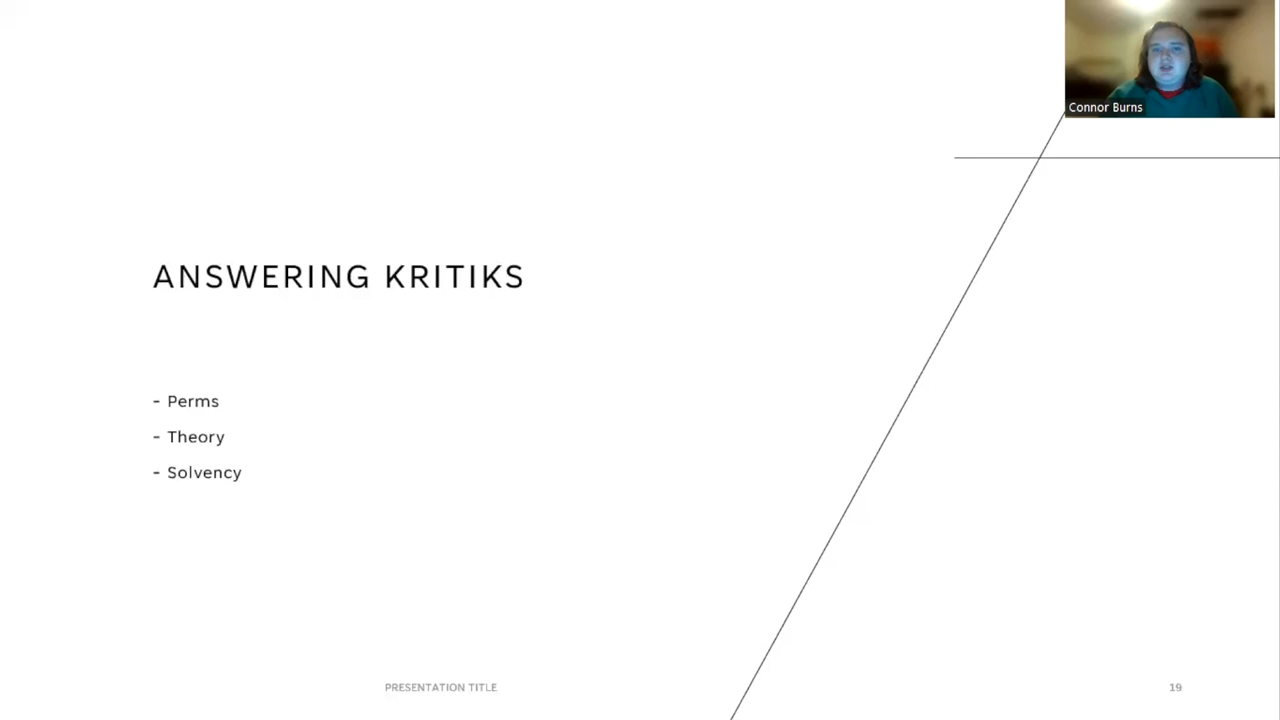 Connor Burns
ANSWERING KRITIKS
- Perms
- Theory
- Solvency
PRESENTATION TITLE
19